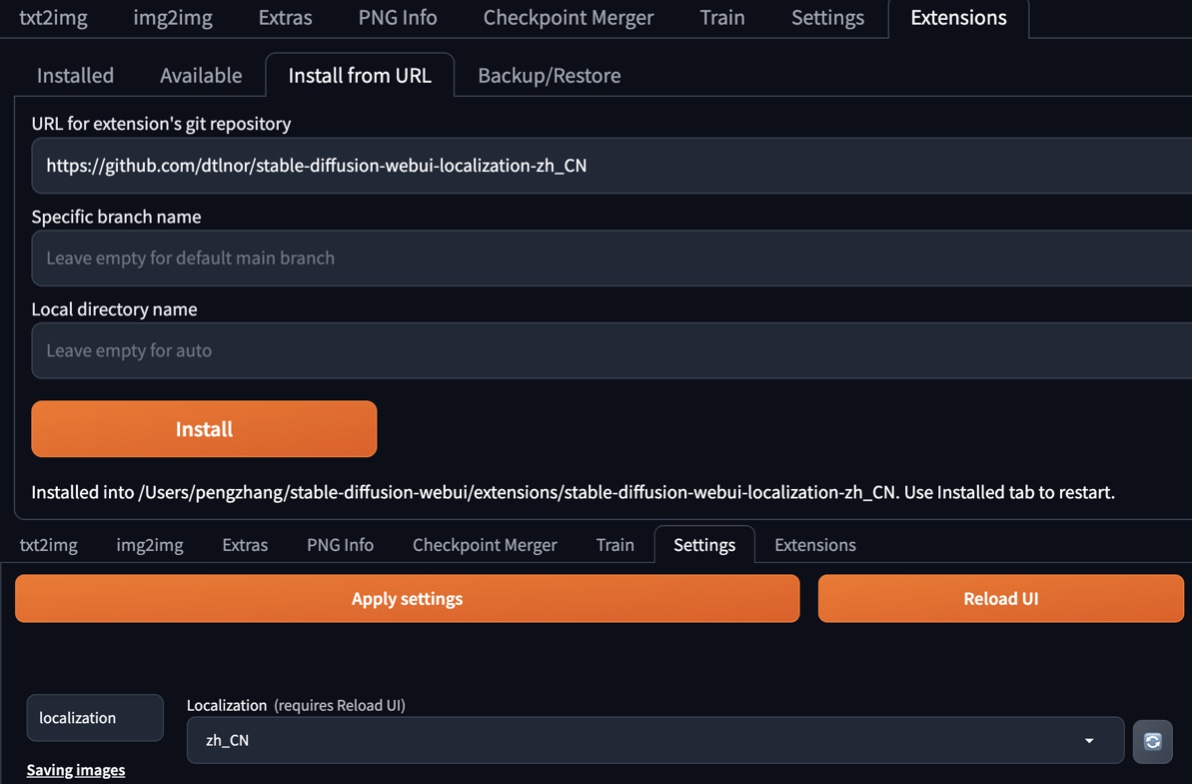 txt2img img2img Extras PNG Info Checkpoint Merger Train Settings Extensions
Installed Available Install from URL Backup/Restore
URL for extension's git repository
https://github.com/dtlnor/stable-diffusion-webui-localization-zh_CN
Specific branch name
Leave empty for default main branch
Local directory name
Leave empty for auto
Install
Installed into /Users/pengzhang/stable-diffusion-webui/extensions/stable-diffusion-webui-localization-zh_CN. Use Installed tab to restart.
txt2img img2img Extras PNG Info Checkpoint Merger Train Settings Extensions
Apply settings Reload UI
Localization (requires Reload UI)
localization zh_CN
Saving images